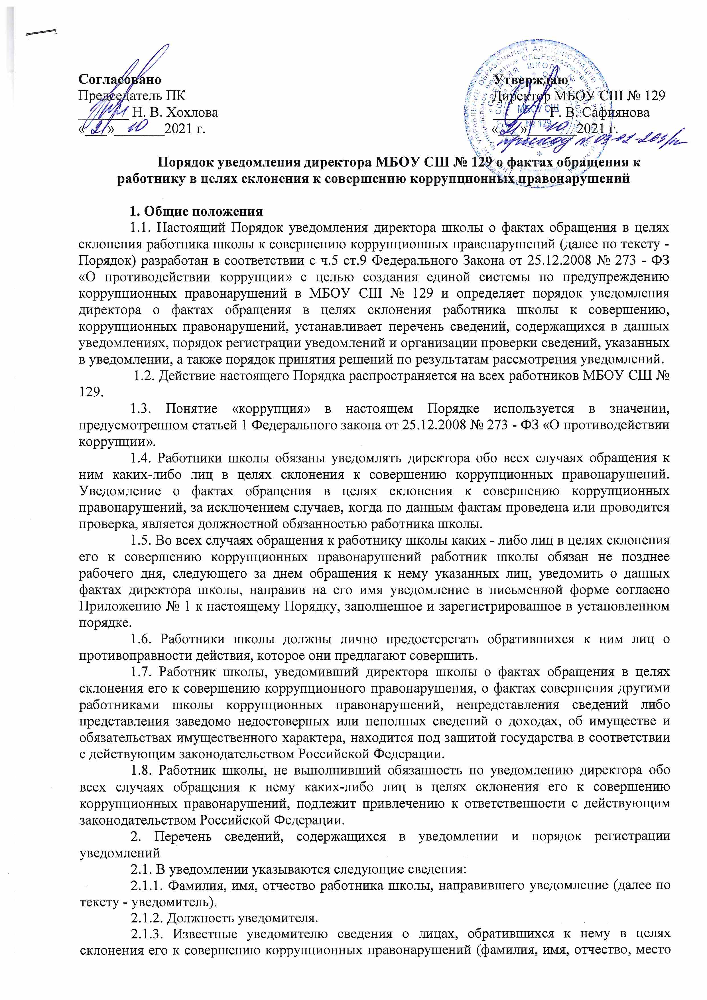 Согласовано
Утверждаю
Председатель ПК
Директор МБОУ СШ № 129
_______ Н. В. Хохлова
________Г. В. Сафиянова
« 21 » 10 2021 г.
« 21 » 10 2021 г.
приказ № 03-02-263/п
МБОУ СШ
№ 129
Порядок уведомления директора МБОУ СШ № 129 о фактах обращения к
работнику в целях склонения к совершению коррупционных правонарушений
1. Общие положения
1.1. Настоящий Порядок уведомления директора школы о фактах обращения в целях
склонения работника школы к совершению коррупционных правонарушений (далее по тексту -
Порядок) разработан в соответствии с ч.5 ст.9 Федерального Закона от 25.12.2008 № 273 - ФЗ
«О противодействии коррупции» с целью создания единой системы по предупреждению
коррупционных правонарушений в МБОУ СШ № 129 и определяет порядок уведомления
директора о фактах обращения в целях склонения работника школы к совершению,
коррупционных правонарушений, устанавливает перечень сведений, содержащихся в данных
уведомлениях, порядок регистрации уведомлений и организации проверки сведений, указанных
в уведомлении, а также порядок принятия решений по результатам рассмотрения уведомлений.
1.2. Действие настоящего Порядка распространяется на всех работников МБОУ СШ №
129.
1.3. Понятие «коррупция» в настоящем Порядке используется в значении,
предусмотренном статьей 1 Федерального закона от 25.12.2008 № 273 - ФЗ «О противодействии
коррупции».
1.4. Работники школы обязаны уведомлять директора обо всех случаях обращения к
ним каких-либо лиц в целях склонения к совершению коррупционных правонарушений.
Уведомление о фактах обращения в целях склонения к совершению коррупционных
правонарушений, за исключением случаев, когда по данным фактам проведена или проводится
проверка, является должностной обязанностью работника школы.
1.5. Во всех случаях обращения к работнику школы каких - либо лиц в целях склонения
его к совершению коррупционных правонарушений работник школы обязан не позднее
рабочего дня, следующего за днем обращения к нему указанных лиц, уведомить о данных
фактах директора школы, направив на его имя уведомление в письменной форме согласно
Приложению № 1 к настоящему Порядку, заполненное и зарегистрированное в установленном
порядке.
1.6. Работники школы должны лично предостерегать обратившихся к ним лиц о
противоправности действия, которое они предлагают совершить.
1.7. Работник школы, уведомивший директора школы о фактах обращения в целях
склонения его к совершению коррупционного правонарушения, о фактах совершения другими
работниками школы коррупционных правонарушений, непредставления сведений либо
представления заведомо недостоверных или неполных сведений о доходах, об имуществе и
обязательствах имущественного характера, находится под защитой государства в соответствии
с действующим законодательством Российской Федерации.
1.8. Работник школы, не выполнивший обязанность по уведомлению директора обо
всех случаях обращения к нему каких-либо лиц в целях склонения его к совершению
коррупционных правонарушений, подлежит привлечению к ответственности с действующим
законодательством Российской Федерации.
2. Перечень сведений, содержащихся в уведомлении и порядок регистрации
уведомлений
2.1. В уведомлении указываются следующие сведения:
2.1.1. Фамилия, имя, отчество работника школы, направившего уведомление (далее по
тексту - уведомитель).
2.1.2. Должность уведомителя.
2.1.3. Известные уведомителю сведения о лицах, обратившихся к нему в целях
склонения его к совершению коррупционных правонарушений (фамилия, имя, отчество, место